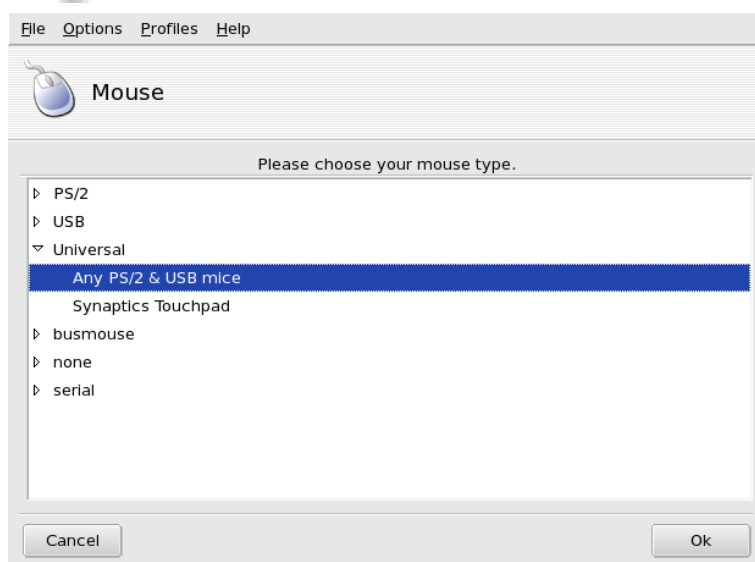 File Options Profiles Help
Mouse
Please choose your mouse type.
PS/2
USB
Universal
Any PS/2 & USB mice
Synaptics Touchpad
busmouse
none
serial
Cancel Ok